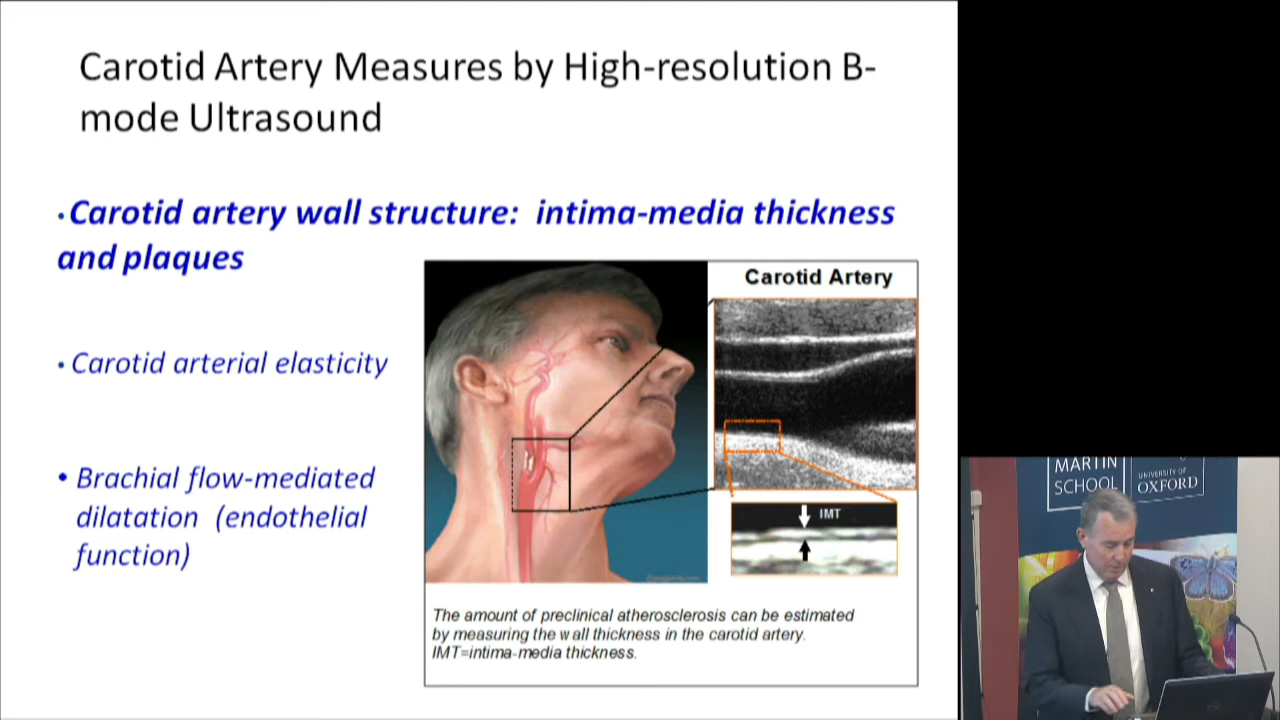 Carotid Artery Measures by High-resolution B-
mode Ultrasound
• Carotid artery wall structure: intima-media thickness
and plaques
• Carotid arterial elasticity
• Brachial flow-mediated
dilatation (endothelial
function)
Carotid Artery
IMT
The amount of preclinical atherosclerosis can be estimated
by measuring the wall thickness in the carotid artery.
IMT=intima-media thickness.
MARTIN
SCHOOL
UNIVERSITY OF
OXFORD